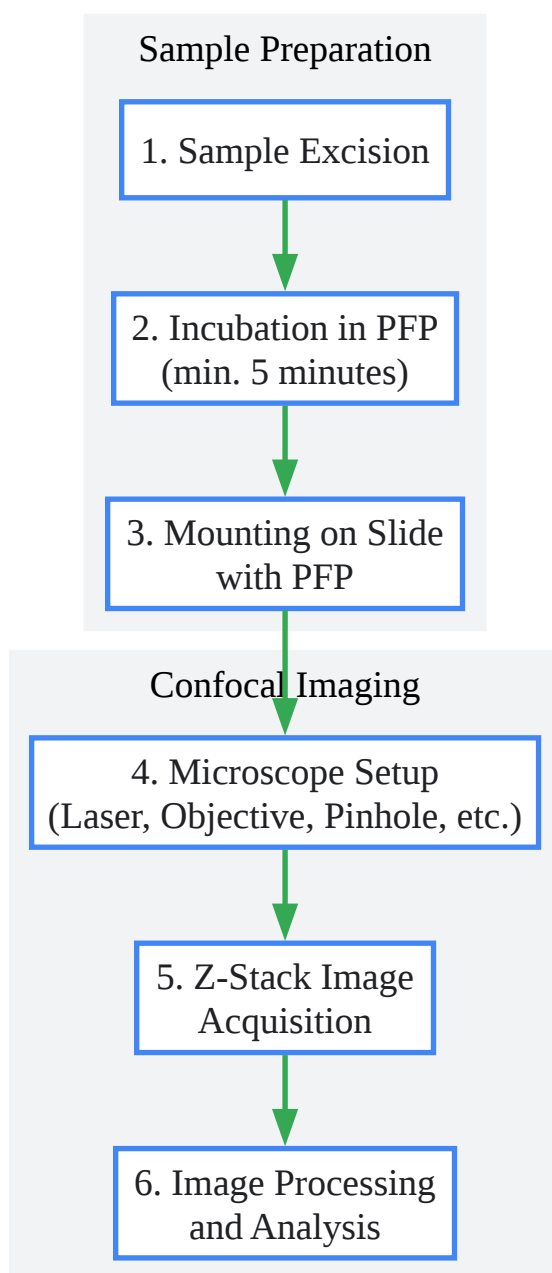 Sample Preparation
1. Sample Excision
2. Incubation in PFP
(min. 5 minutes)
3. Mounting on Slide
with PFP
Confocal Imaging
4. Microscope Setup
(Laser, Objective, Pinhole, etc.)
5. Z-Stack Image
Acquisition
6. Image Processing
and Analysis